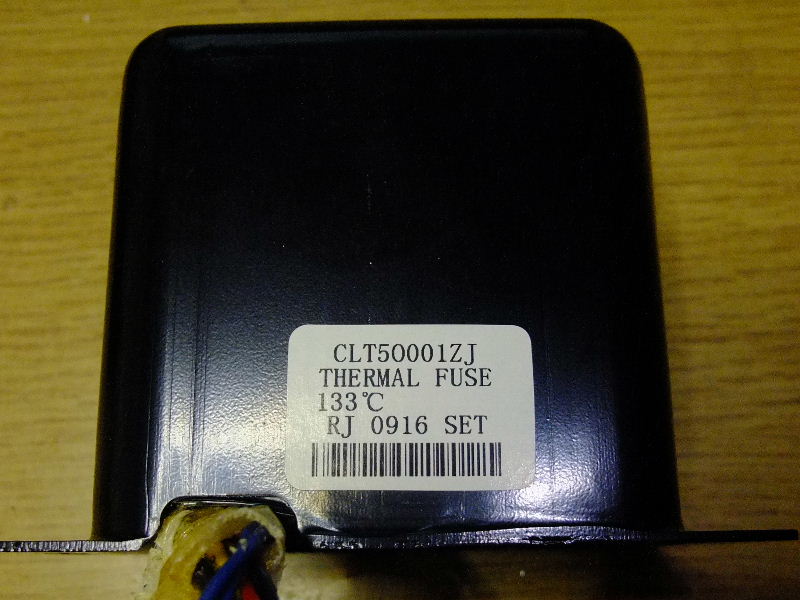 CLT50001ZJ
THERMAL FUSE
133℃
RJ 0916 SET